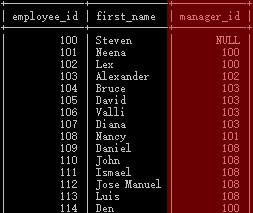 employee_id | first_name | manager_id
100 | Steven | NULL
101 | Neena | 100
102 | Lex | 100
103 | Alexander | 102
104 | Bruce | 103
105 | David | 103
106 | Valli | 103
107 | Diana | 103
108 | Nancy | 101
109 | Daniel | 108
110 | John | 108
111 | Ismael | 108
112 | Jose Manuel | 108
113 | Luis | 108
114 | Den | 100